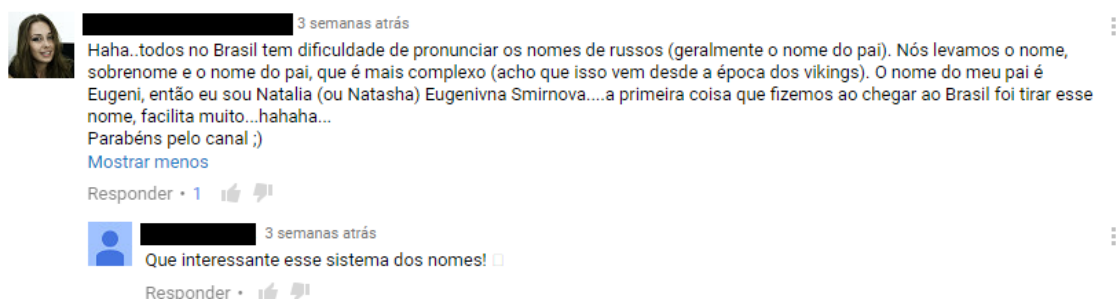 3 semanas atrás
Haha..todos no Brasil tem dificuldade de pronunciar os nomes de russos (geralmente o nome do pai). Nós levamos o nome,
sobrenome e o nome do pai, que é mais complexo (acho que isso vem desde a época dos vikings). O nome do meu pai é
Eugeni, então eu sou Natalia (ou Natasha) Eugenivna Smirnova....a primeira coisa que fizemos ao chegar ao Brasil foi tirar esse
nome, facilita muito...hahaha...
Parabéns pelo canal ;)
Mostrar menos
Responder • 1
3 semanas atrás
Que interessante esse sistema dos nomes!
Responder •